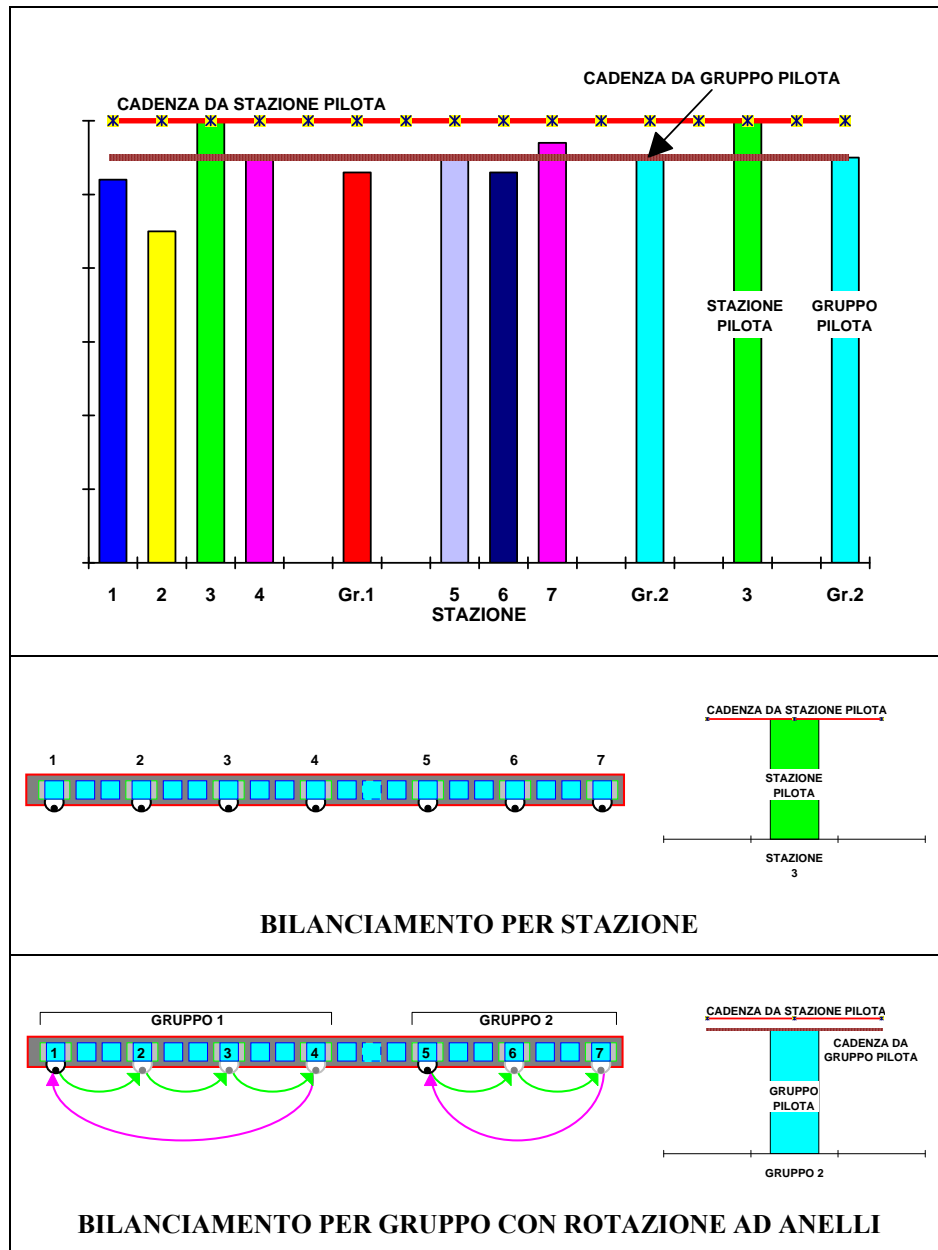 CADENZA DA GRUPPO PILOTA
CADENZA DA STAZIONE PILOTA
STAZIONE
PILOTA
GRUPPO
PILOTA
1 2 3 4 Gr.1 5 6 7 Gr.2 3 Gr.2
STAZIONE
CADENZA DA STAZIONE PILOTA
1 2 3 4 5 6 7
STAZIONE
PILOTA
STAZIONE
3
BILANCIAMENTO PER STAZIONE
GRUPPO 1 GRUPPO 2
1 2 3 4 5 6 7
CADENZA DA STAZIONE PILOTA
CADENZA DA
GRUPPO PILOTA
GRUPPO
PILOTA
GRUPPO 2
BILANCIAMENTO PER GRUPPO CON ROTAZIONE AD ANELLI